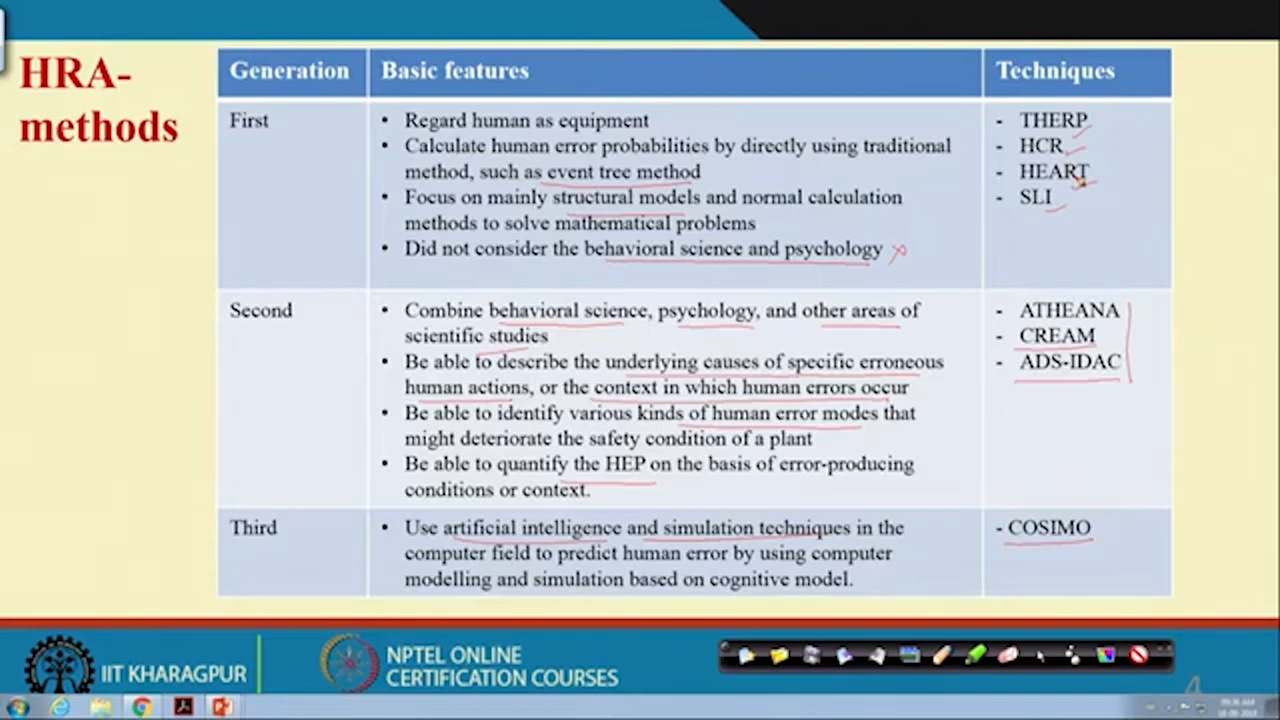 HRA-
methods
Generation Basic features Techniques
First
• Regard human as equipment
• Calculate human error probabilities by directly using traditional
method, such as event tree method
• Focus on mainly structural models and normal calculation
methods to solve mathematical problems
• Did not consider the behavioral science and psychology
- THERP
- HCR
- HEART
- SLI
Second
• Combine behavioral science, psychology, and other areas of
scientific studies
• Be able to describe the underlying causes of specific erroneous
human actions, or the context in which human errors occur
• Be able to identify various kinds of human error modes that
might deteriorate the safety condition of a plant
• Be able to quantify the HEP on the basis of error-producing
conditions or context.
- ATHEANA
- CREAM
- ADS-IDAC
Third
• Use artificial intelligence and simulation techniques in the
computer field to predict human error by using computer
modelling and simulation based on cognitive model.
- COSIMO
IIT KHARAGPUR
NPTEL ONLINE
CERTIFICATION COURSES
4